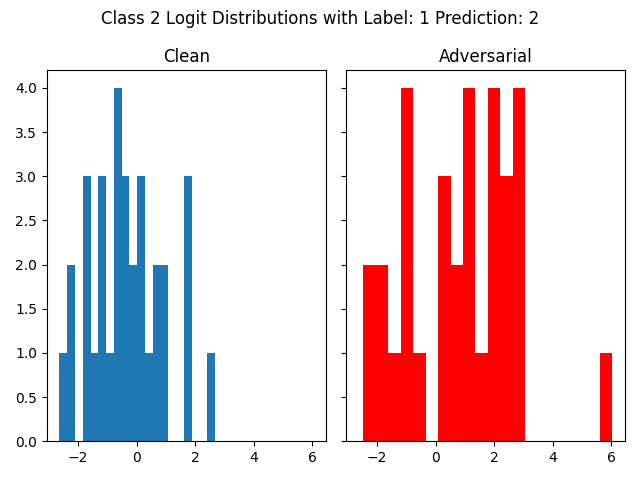 Class 2 Logit Distributions with Label: 1 Prediction: 2
Clean
Adversarial
4.0
3.5
3.0
2.5
2.0
1.5
1.0
0.5
0.0
−2 0 2 4 6
−2 0 2 4 6